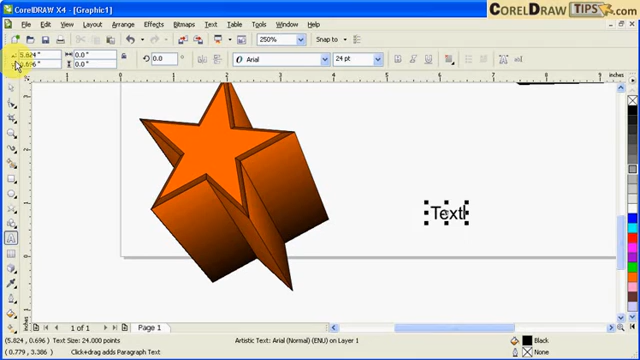 CorelDRAW X4 - [Graphic1]
CORELDRAW TIPS.COM
File Edit View Layout Arrange Effects Bitmaps Text Table Tools Window Help
250% Snap to
5.824 " 0.0 "
0.696 " 0.0 "
0.0 ° Arial 24 pt
inches
Text
1 of 1 Page 1
(5.824, 0.696) Text Size: 24.000 points Artistic Text: Arial (Normal) (ENU) on Layer 1 Black
(0.779, 3.386) Click+drag adds Paragraph Text None